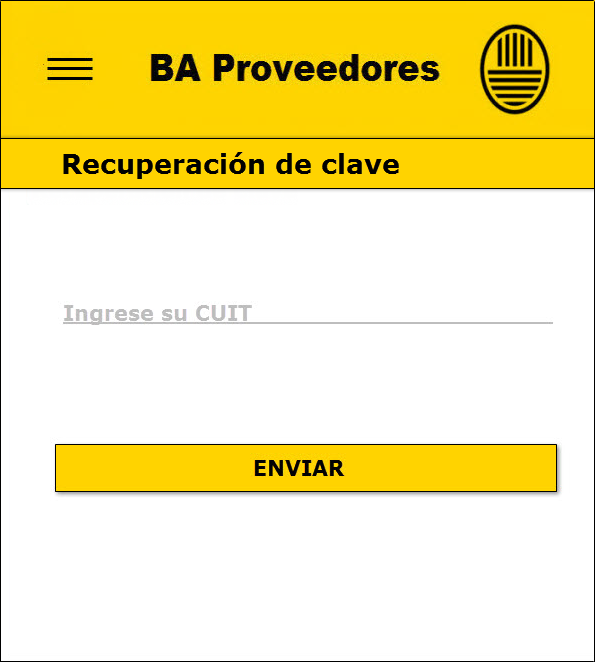 BA Proveedores
Recuperación de clave
Ingrese su CUIT
ENVIAR